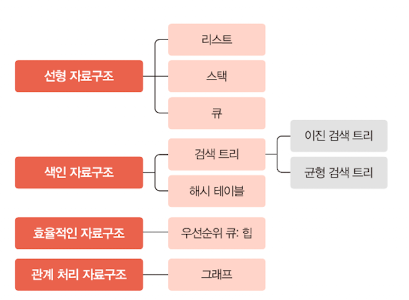 선형 자료구조
리스트
스택
큐
색인 자료구조
검색 트리
해시 테이블
이진 검색 트리
균형 검색 트리
효율적인 자료구조
우선순위 큐: 힙
관계 처리 자료구조
그래프